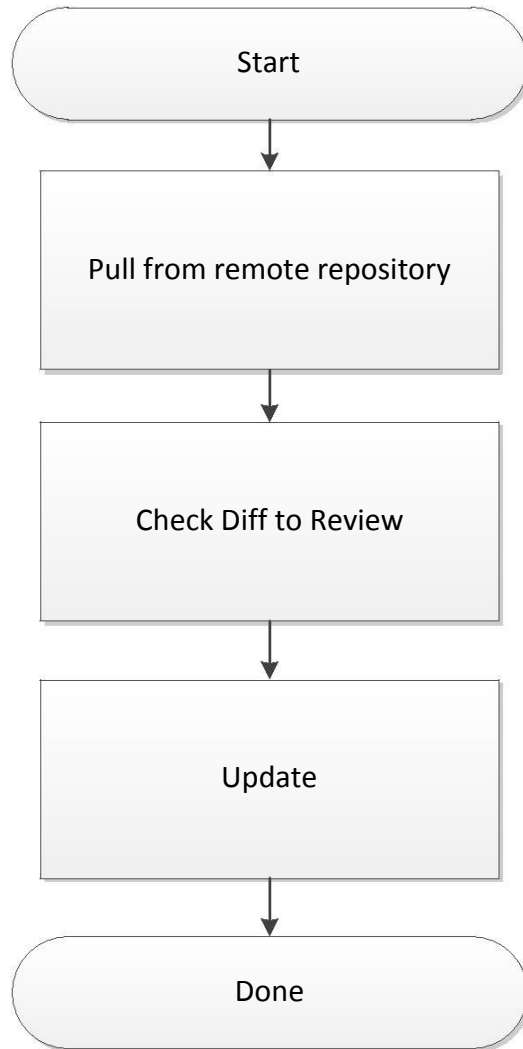 Start
Pull from remote repository
Check Diff to Review
Update
Done